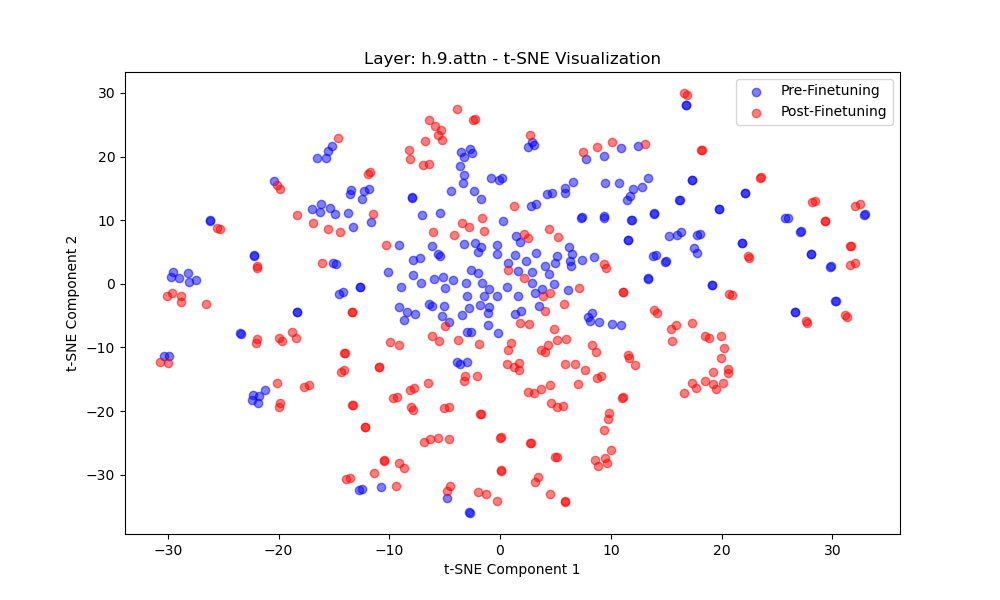 Layer: h.9.attn - t-SNE Visualization
Pre-Finetuning
Post-Finetuning
t-SNE Component 2
30
20
10
0
−10
−20
−30
−30 −20 −10 0 10 20 30
t-SNE Component 1